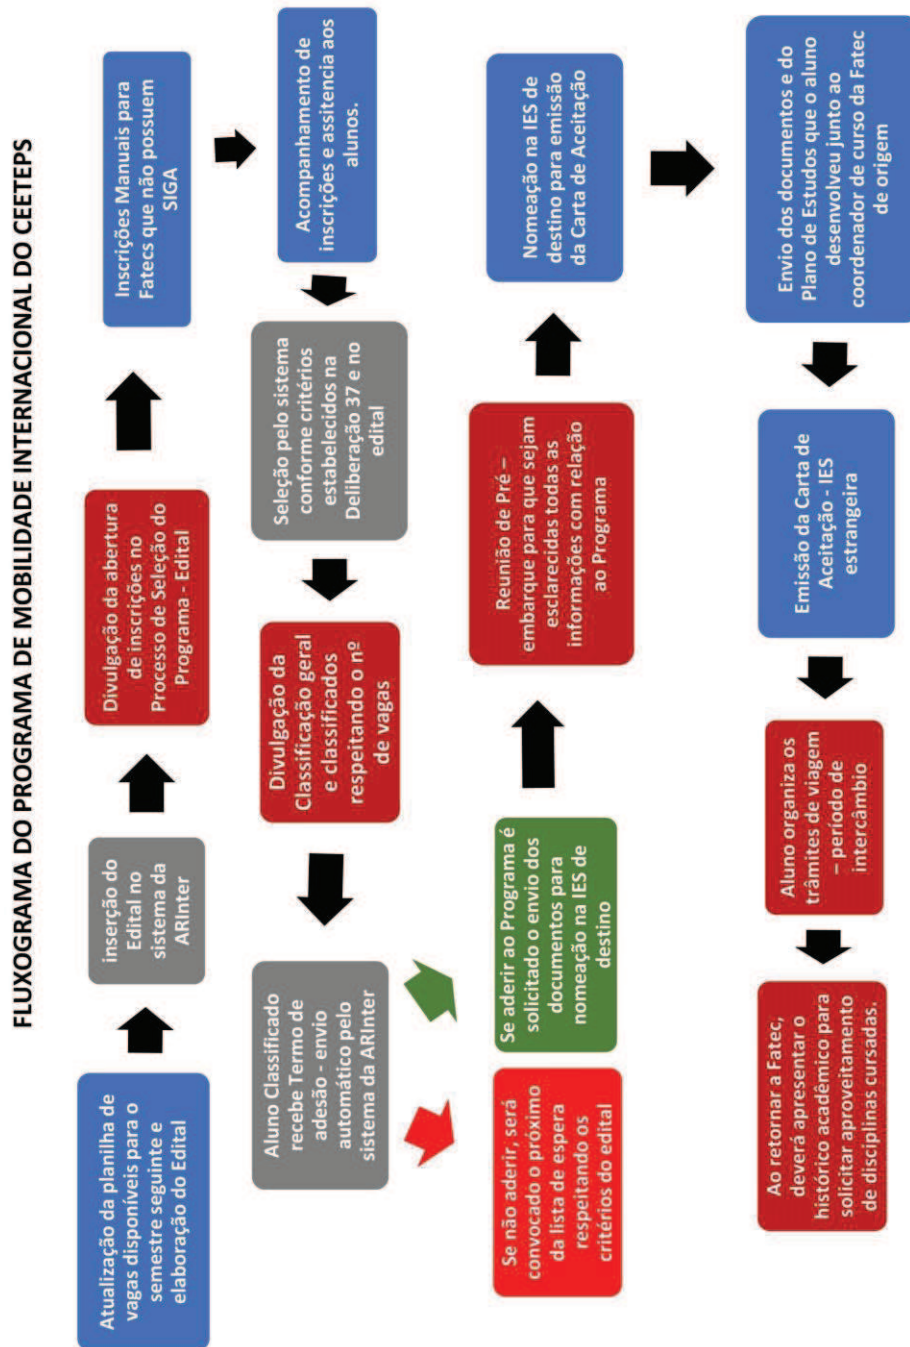 FLUXOGRAMA DO PROGRAMA DE MOBILIDADE INTERNACIONAL DO CEETEPS
Atualização da planilha de
vagas disponíveis para o
semestre seguinte e
elaboração do Edital
inserção do
Edital no
sistema da
ARInter
Divulgação da abertura
de inscrições no
Processo de Seleção do
Programa - Edital
Inscrições Manuais para
Fatecs que não possuem
SIGA
Acompanhamento de
inscrições e assitencia aos
alunos.
Seleção pelo sistema
conforme critérios
estabelecidos na
Deliberação 37 e no
edital
Divulgação da
Classificação geral
e classificados
respeitando o nº
de vagas
Aluno Classificado
recebe Termo de
adesão - envio
automático pelo
sistema da ARInter
Se não aderir, será
convocado o próximo
da lista de espera
respeitando os
critérios do edital
Se aderir ao Programa é
solicitado o envio dos
documentos para
nomeação na IES de
destino
Reunião de Pré –
embarque para que sejam
esclarecidas todas as
informações com relação
ao Programa
Nomeação na IES de
destino para emissão
da Carta de Aceitação
Envio dos documentos e do
Plano de Estudos que o aluno
desenvolveu junto ao
coordenador de curso da Fatec
de origem
Emissão da Carta de
Aceitação - IES
estrangeira
Aluno organiza os
trâmites de viagem
– período de
intercâmbio
Ao retornar a Fatec,
deverá apresentar o
histórico acadêmico para
solicitar aproveitamento
de disciplinas cursadas.